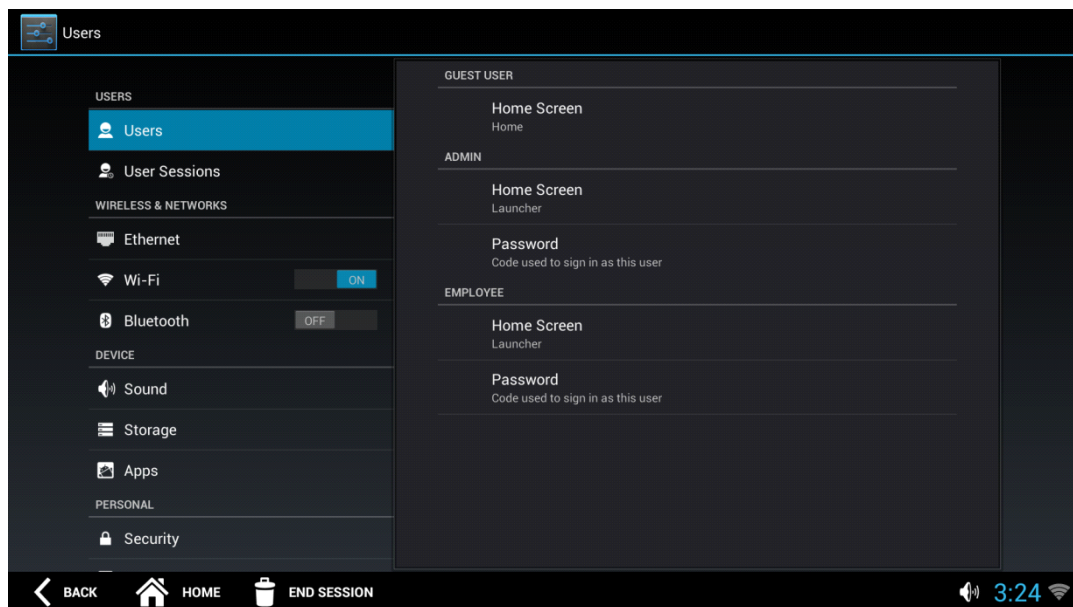 Users
USERS
Users
User Sessions
WIRELESS & NETWORKS
Ethernet
Wi-Fi
ON
Bluetooth
OFF
DEVICE
Sound
Storage
Apps
PERSONAL
Security
GUEST USER
Home Screen
Home
ADMIN
Home Screen
Launcher
Password
Code used to sign in as this user
EMPLOYEE
Home Screen
Launcher
Password
Code used to sign in as this user
BACK
HOME
END SESSION
3:24